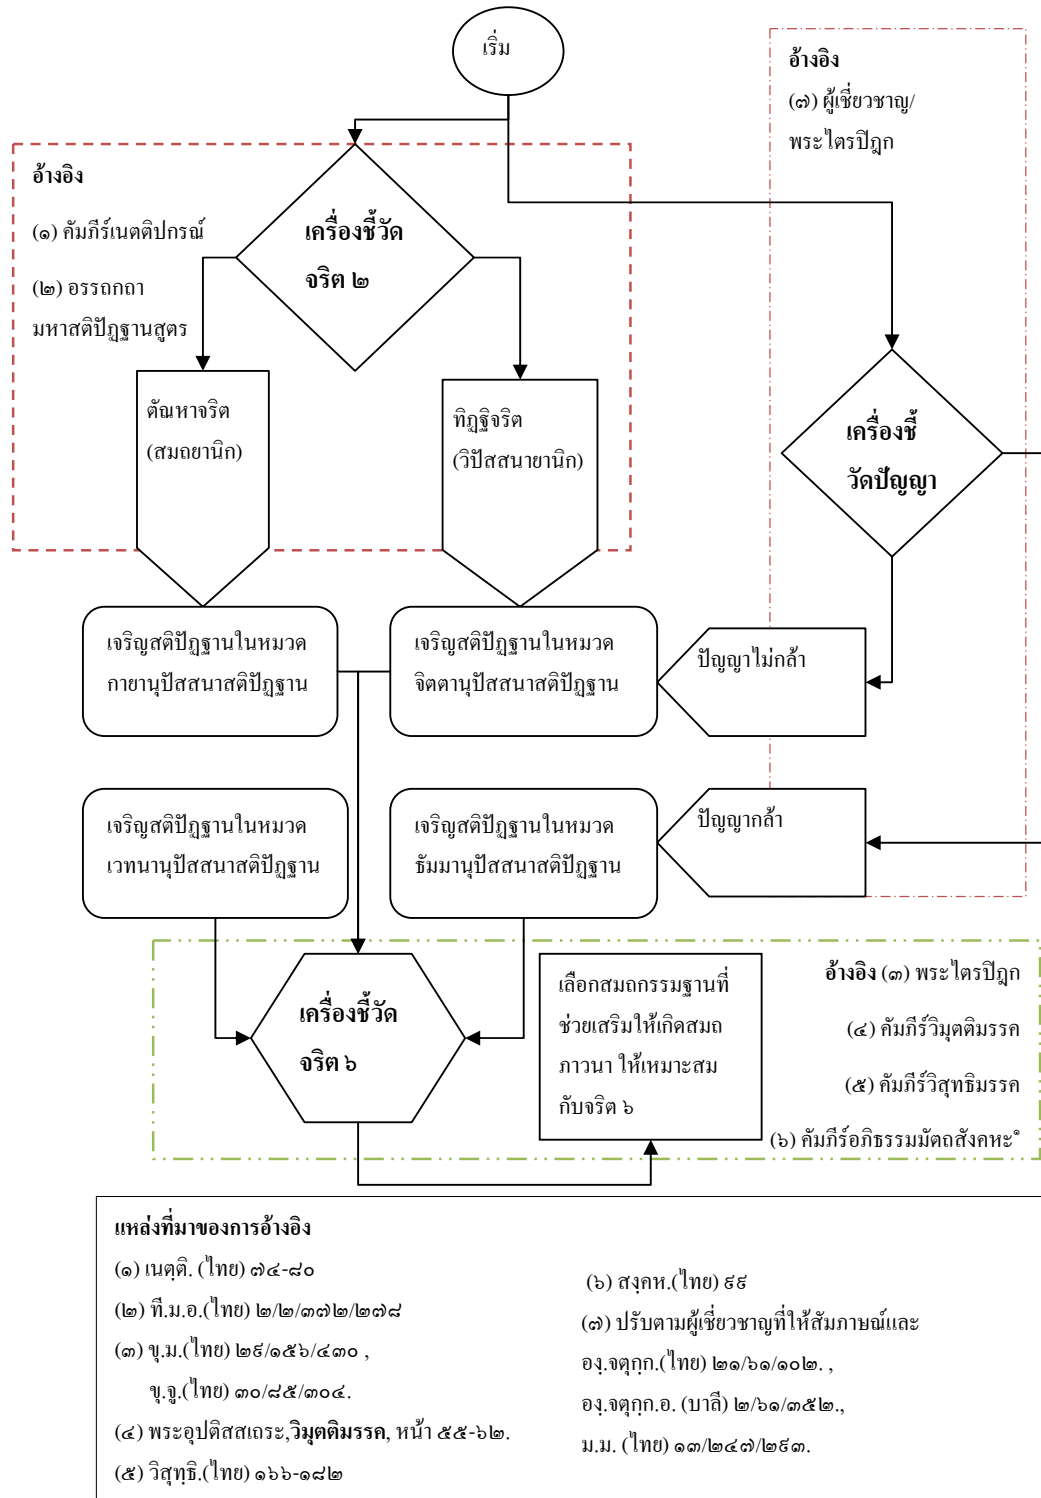 เริ่ม
อ้างอิง
(๗) ผู้เชี่ยวชาญ/
พระไตรปิฎก
อ้างอิง
(๑) คัมภีร์เนตติปกรณ์
(๒) อรรถกถา
มหาสติปัฏฐานสูตร
เครื่องชี้วัด
จริต ๒
ตัณหาจริต
(สมถยานิก)
ทิฏฐิจริต
(วิปัสสนายานิก)
เครื่องชี้
วัดปัญญา
เจริญสติปัฏฐานในหมวด
กายานุปัสสนาสติปัฏฐาน
เจริญสติปัฏฐานในหมวด
จิตตานุปัสสนาสติปัฏฐาน
ปัญญาไม่กล้า
เจริญสติปัฏฐานในหมวด
เวทนานุปัสสนาสติปัฏฐาน
เจริญสติปัฏฐานในหมวด
ธัมมานุปัสสนาสติปัฏฐาน
ปัญญากล้า
เครื่องชี้วัด
จริต ๖
เลือกสมถกรรมฐานที่
ช่วยเสริมให้เกิดสมถ
ภาวนา ให้เหมาะสม
กับจริต ๖
อ้างอิง (๓) พระไตรปิฎก
(๔) คัมภีร์วิมุตติมรรค
(๕) คัมภีร์วิสุทธิมรรค
(๖) คัมภีร์อภิธรรมมัตถสังคหะ๑
แหล่งที่มาของการอ้างอิง
(๑) เนตฺติ. (ไทย) ๗๔-๘๐
(๒) ที.ม.อ.(ไทย) ๒/๒/๓๗๒/๒๗๘
(๓) ขุ.ม.(ไทย) ๒๙/๑๕๖/๔๓๐ ,
ขุ.จู.(ไทย) ๓๐/๘๕/๓๐๔.
(๔) พระอุปติสสเถระ,วิมุตติมรรค, หน้า ๕๕-๖๒.
(๕) วิสุทฺธิ.(ไทย) ๑๖๖-๑๘๒
(๖) สงฺคห.(ไทย) ๙๙
(๗) ปรับตามผู้เชี่ยวชาญที่ให้สัมภาษณ์และ
องฺ.จตุกฺก.(ไทย) ๒๑/๖๑/๑๐๒. ,
องฺ.จตุกฺก.อ. (บาลี) ๒/๖๑/๓๕๒.,
ม.ม. (ไทย) ๑๓/๒๔๗/๒๙๓.